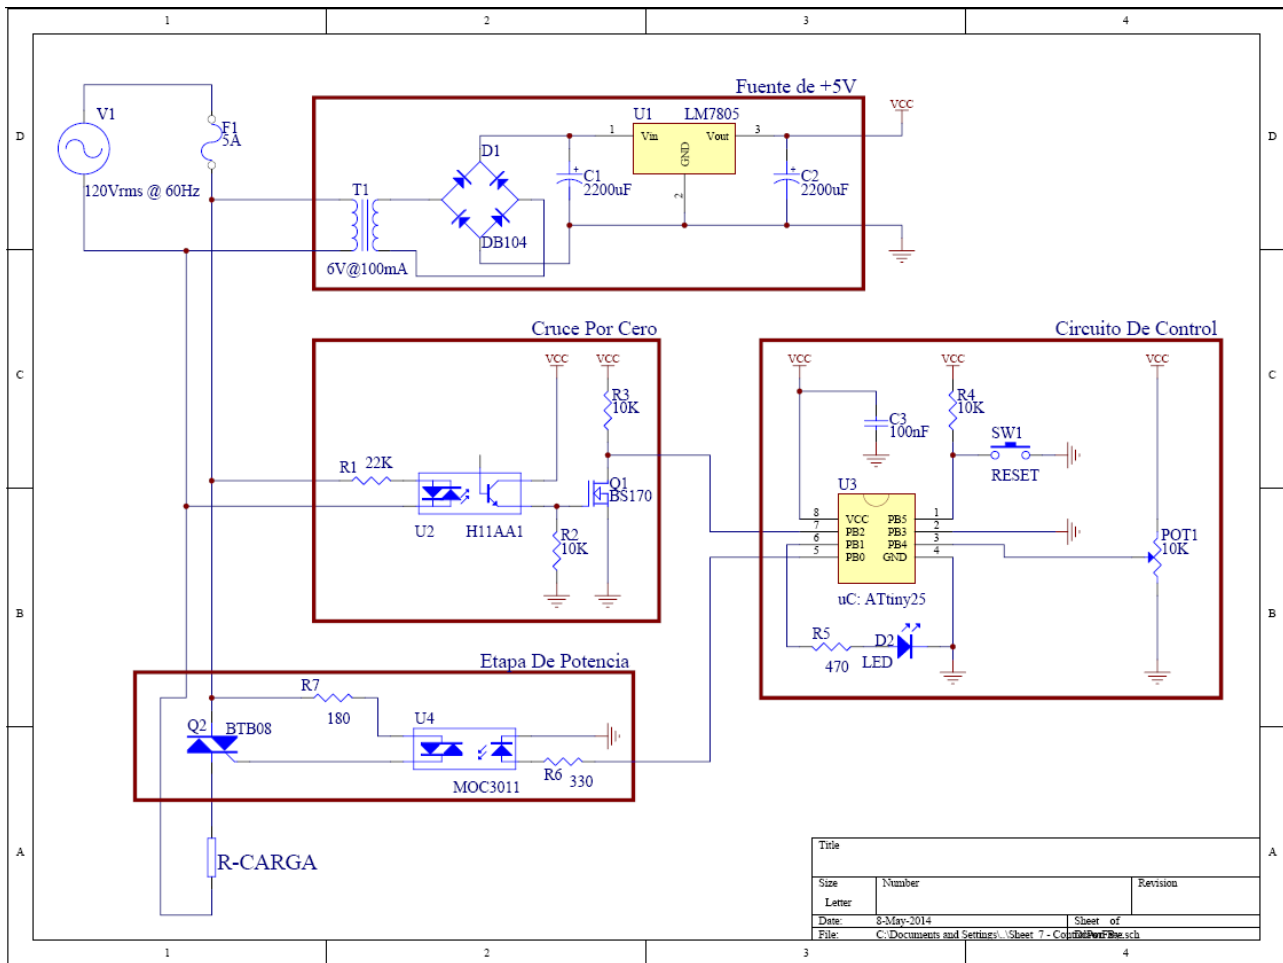 1 2 3 4
D
C
B
A
D
C
B
A
1 2 3 4
V1
120Vrms @ 60Hz
F1
5A
Fuente de +5V
T1
6V@100mA
D1
DB104
C1
2200uF
U1 LM7805
1 Vin Vout 3
GND
2
C2
2200uF
VCC
Cruce Por Cero
VCC VCC
R3
10K
R1 22K
U2 H11AA1
Q1
BS170
R2
10K
Circuito De Control
VCC VCC VCC
C3
100nF
R4
10K
SW1
RESET
U3
8 VCC PB5 1
7 PB2 PB3 2
6 PB1 PB4 3
5 PB0 GND 4
uC: ATtiny25
POT1
10K
R5
470
D2
LED
Etapa De Potencia
R7
180
Q2 BTB08
U4
MOC3011
R6 330
R-CARGA
Title
Size Number Revision
Letter
Date: 8-May-2014 Sheet of
File: C:\Documents and Settings\..\Sheet 7 -